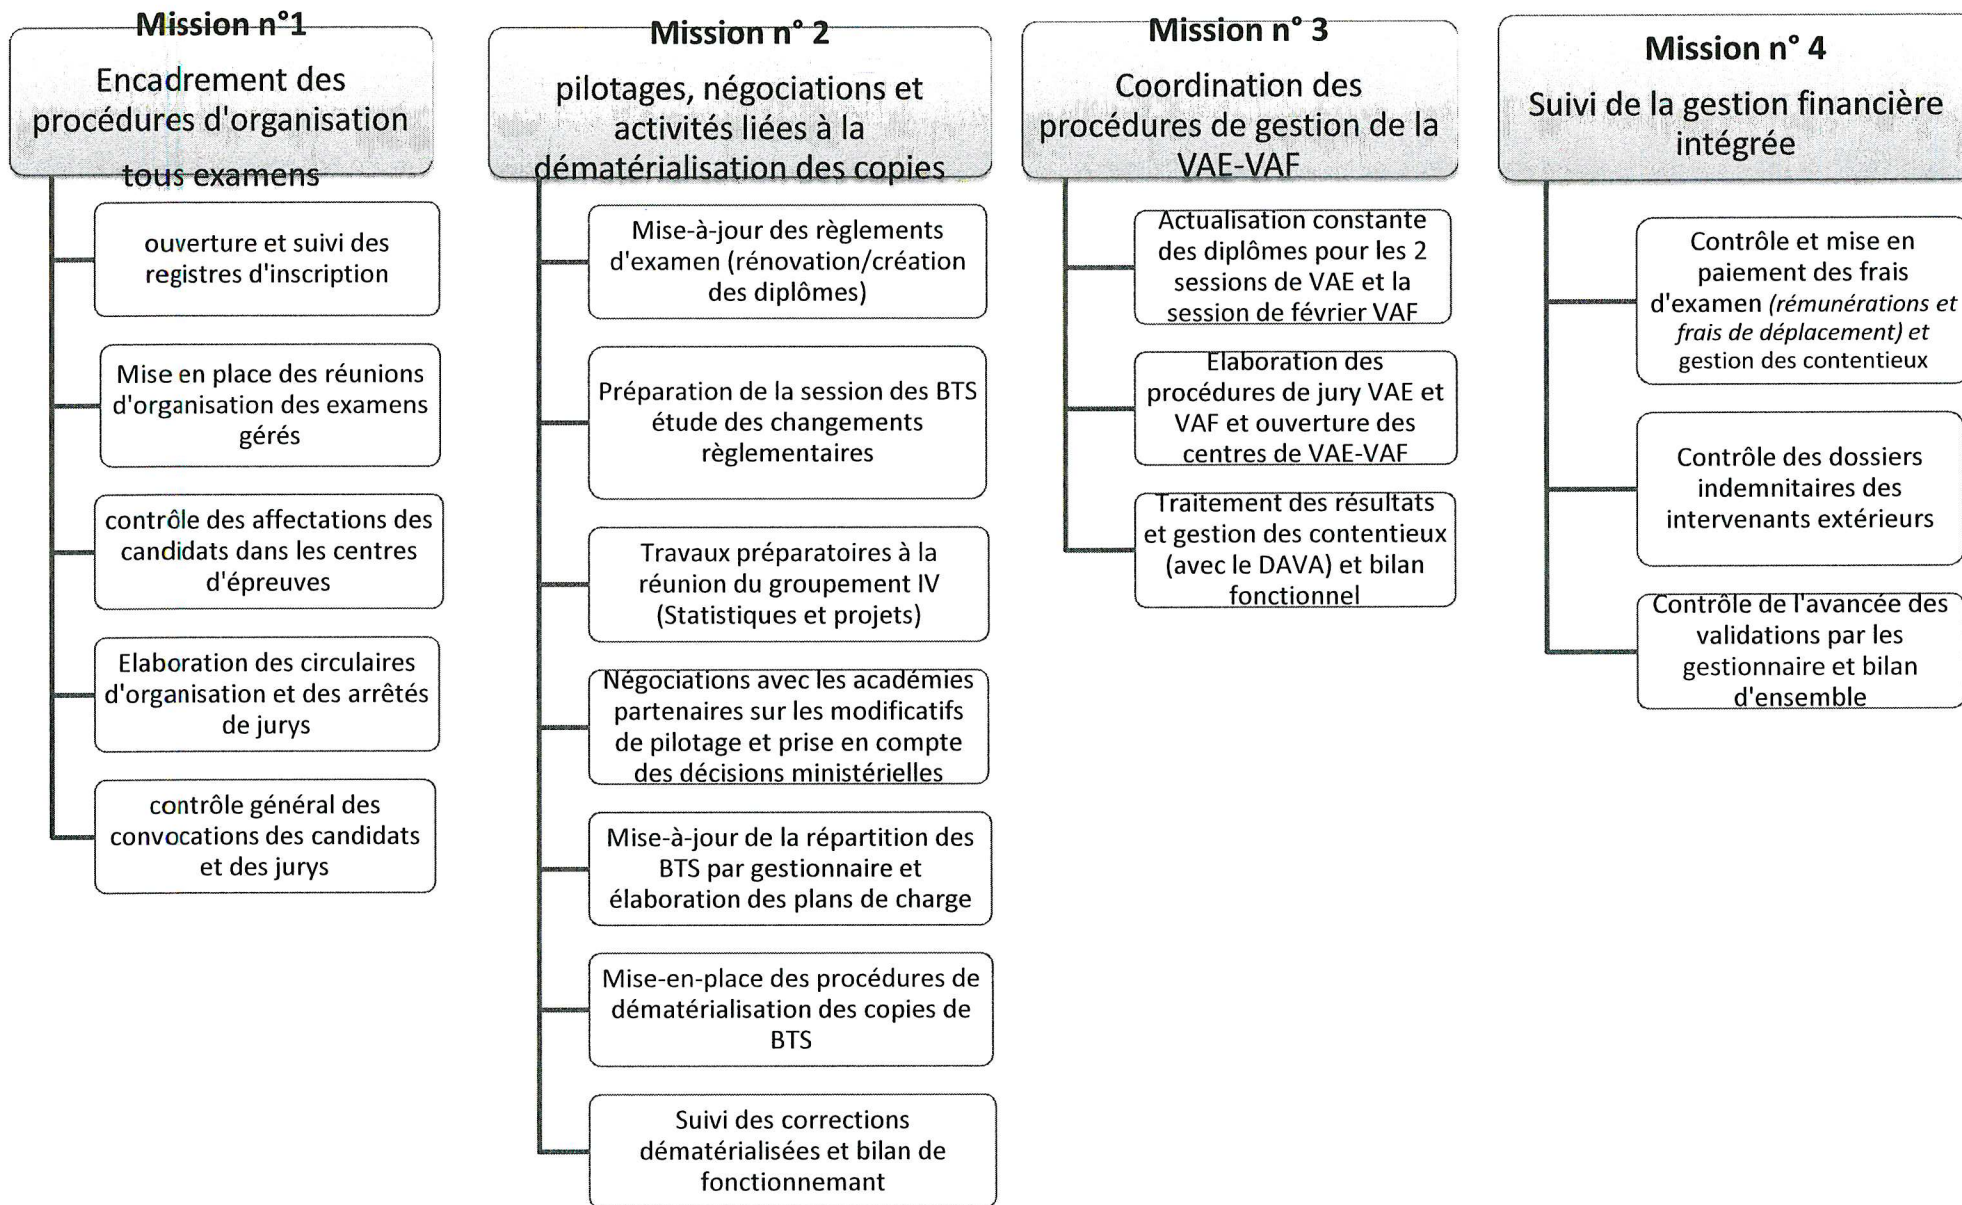 Mission n°1
Encadrement des
procédures d'organisation
tous examens
ouverture et suivi des
registres d'inscription
Mise en place des réunions
d'organisation des examens
gérés
contrôle des affectations des
candidats dans les centres
d'épreuves
Elaboration des circulaires
d'organisation et des arrêtés
de jurys
contrôle général des
convocations des candidats
et des jurys
Mission n° 2
pilotages, négociations et
activités liées à la
dématérialisation des copies
Mise-à-jour des règlements
d'examen (rénovation/création
des diplômes)
Préparation de la session des BTS
étude des changements
règlementaires
Travaux préparatoires à la
réunion du groupement IV
(Statistiques et projets)
Négociations avec les académies
partenaires sur les modificatifs
de pilotage et prise en compte
des décisions ministérielles
Mise-à-jour de la répartition des
BTS par gestionnaire et
élaboration des plans de charge
Mise-en-place des procédures de
dématérialisation des copies de
BTS
Suivi des corrections
dématérialisées et bilan de
fonctionnemant
Mission n° 3
Coordination des
procédures de gestion de la
VAE-VAF
Actualisation constante
des diplômes pour les 2
sessions de VAE et la
session de février VAF
Elaboration des
procédures de jury VAE et
VAF et ouverture des
centres de VAE-VAF
Traitement des résultats
et gestion des contentieux
(avec le DAVA) et bilan
fonctionnel
Mission n° 4
Suivi de la gestion financière
intégrée
Contrôle et mise en
paiement des frais
d'examen (rémunérations et
frais de déplacement) et
gestion des contentieux
Contrôle des dossiers
indemnitaires des
intervenants extérieurs
Contrôle de l'avancée des
validations par les
gestionnaire et bilan
d'ensemble